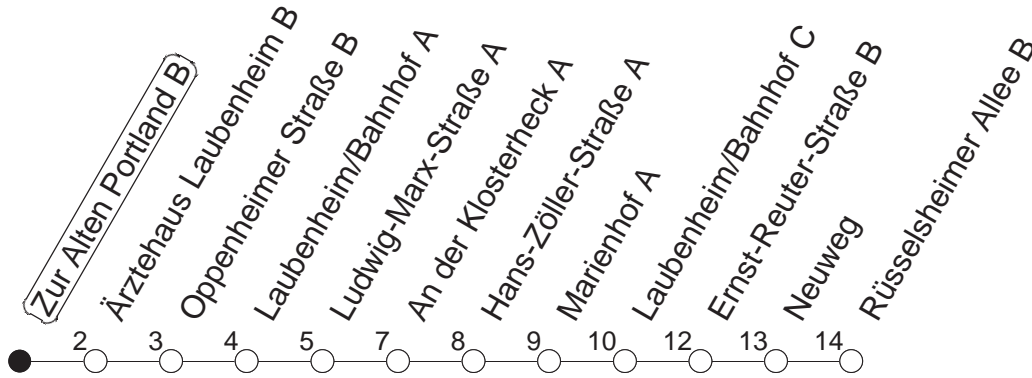 Zur Alten Portland B
Ärztehaus Laubenheim B
Oppenheimer Straße B
Laubenheim/Bahnhof A
Ludwig-Marx-Straße A
An der Klosterheck A
Hans-Zöller-Straße A
Marienhof A
Laubenheim/Bahnhof C
Ernst-Reuter-Straße B
Neuweg
Rüsselsheimer Allee B
2 3 4 5 7 8 9 10 12 13 14